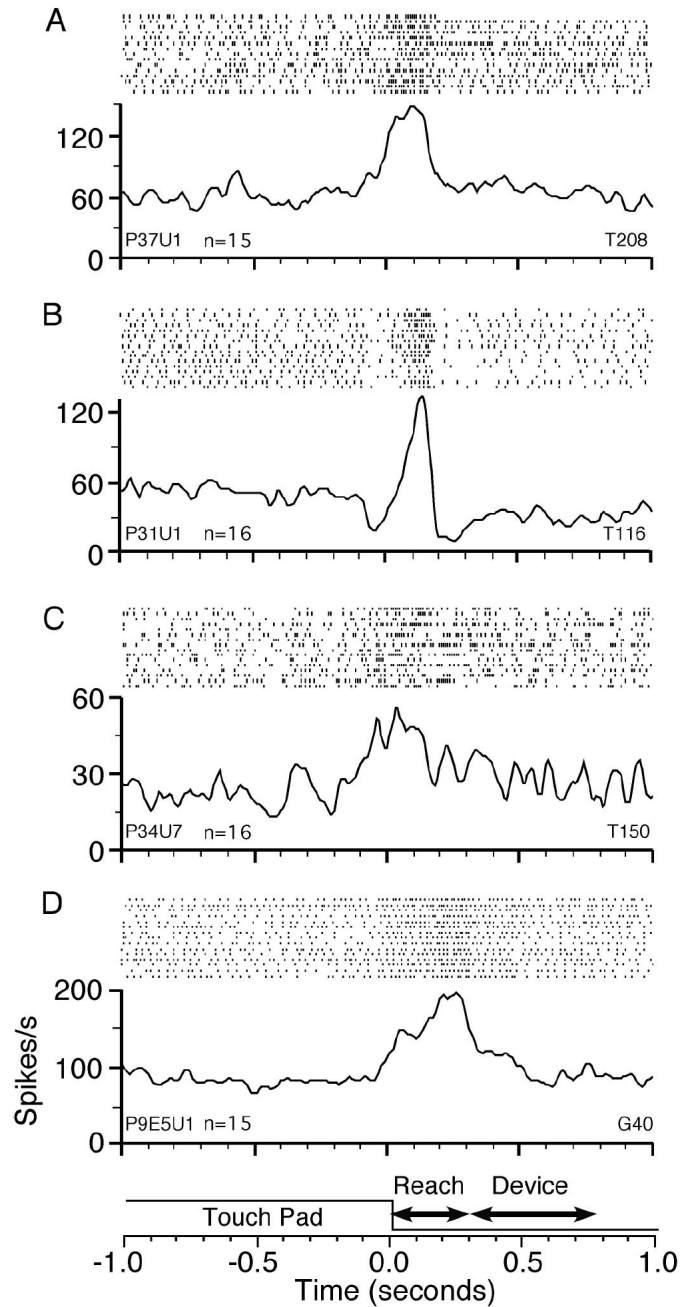 A
120
60
0
P37U1 n=15 T208
B
120
60
0
P31U1 n=16 T116
C
60
30
0
P34U7 n=16 T150
D
200
100
0
Spikes/s
P9E5U1 n=15 G40
Reach Device
Touch Pad
-1.0 -0.5 0.0 0.5 1.0
Time (seconds)